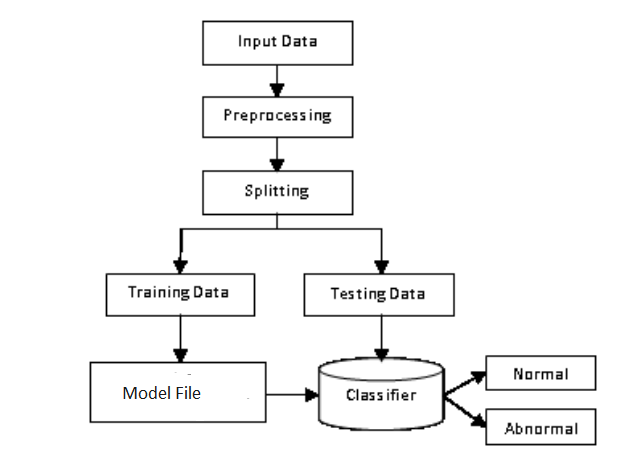 Input Data
Preprocessing
Splitting
Training Data
Testing Data
Model File
Classifier
Normal
Abnormal